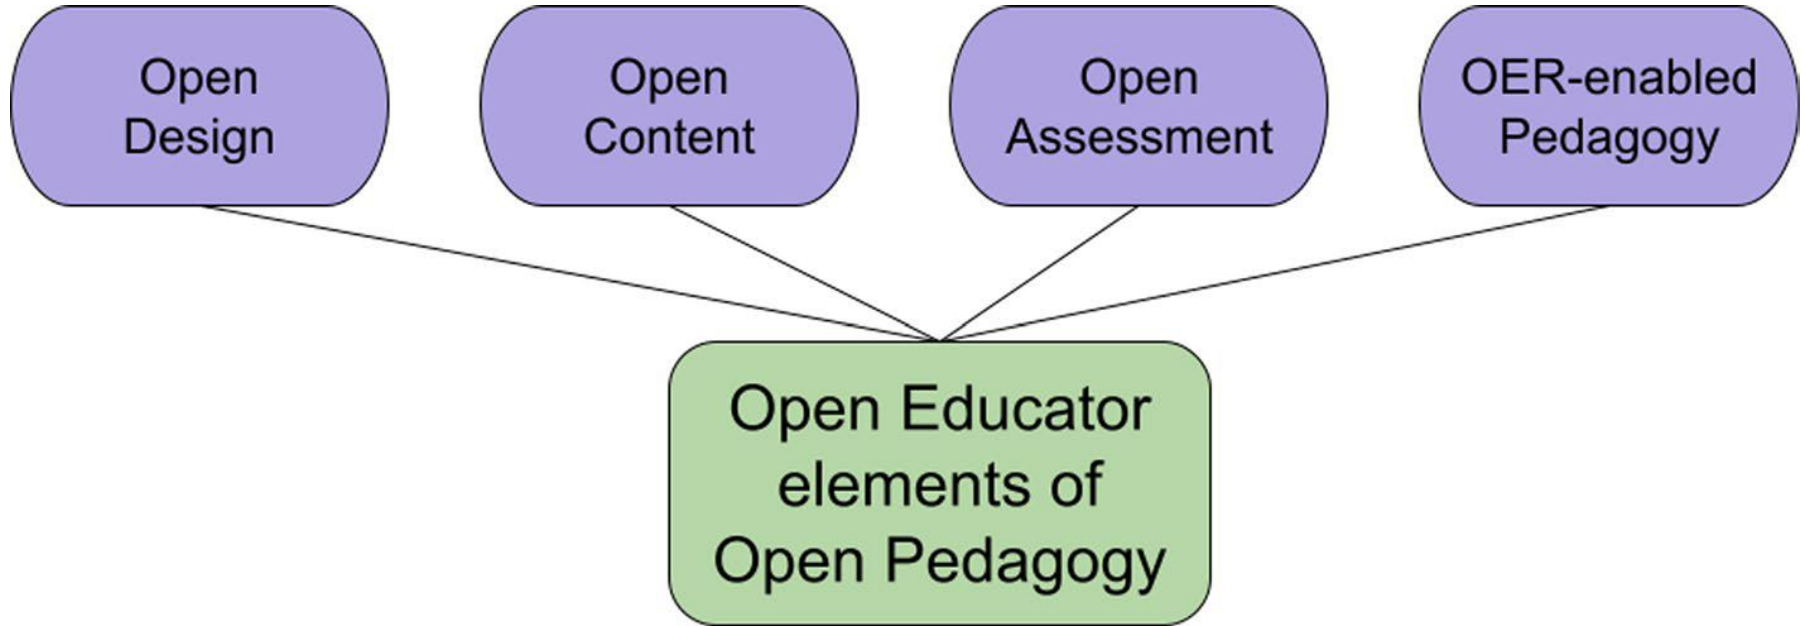 Open
Design
Open
Content
Open
Assessment
OER-enabled
Pedagogy
Open Educator
elements of
Open Pedagogy